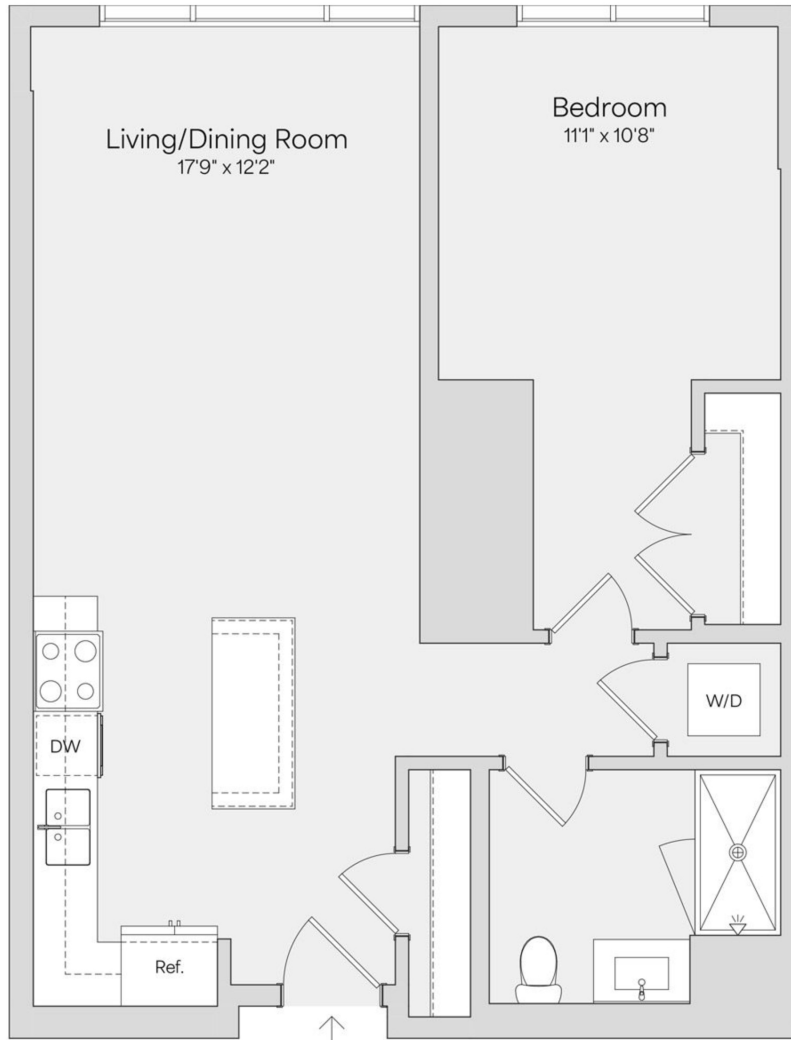 Living/Dining Room
17'9" x 12'2"
Bedroom
11'1" x 10'8"
DW
W/D
Ref.